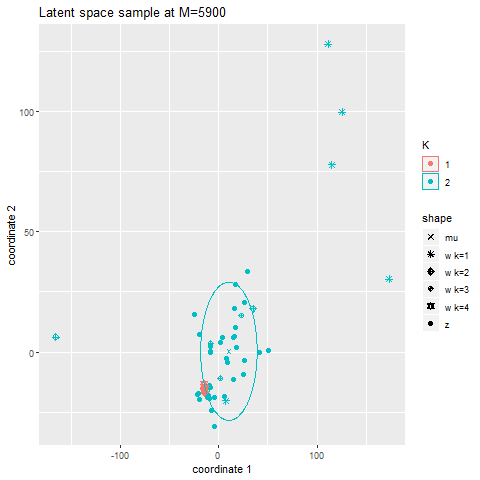 Latent space sample at M=5900
100
50
0
-100
0
100
coordinate 1
coordinate 2
K
1
2
shape
mu
w k=1
w k=2
w k=3
w k=4
z